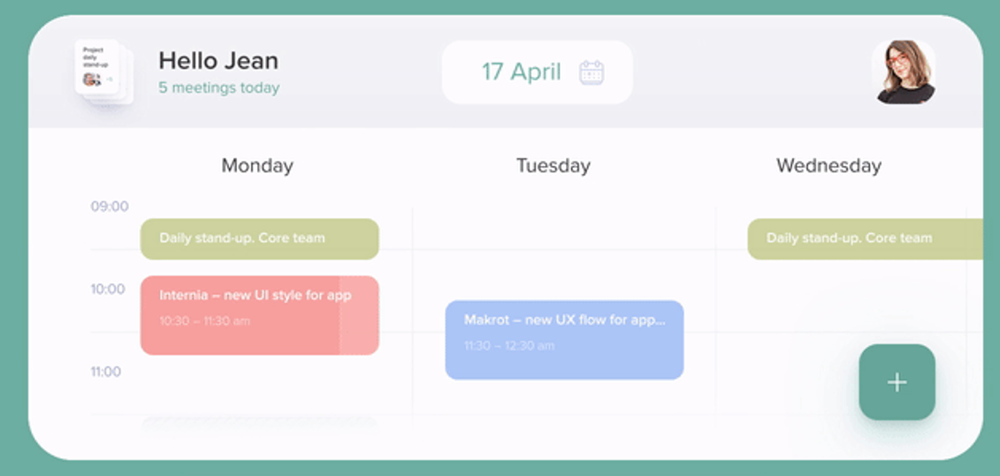 Project
daily
stand-up
Hello Jean
5 meetings today
17 April
Monday
Tuesday
Wednesday
09:00
Daily stand-up. Core team
Daily stand-up. Core team
10:00
Internia – new UI style for app
10:30 – 11:30 am
Makrot – new UX flow for app...
11:30 – 12:30 am
11:00